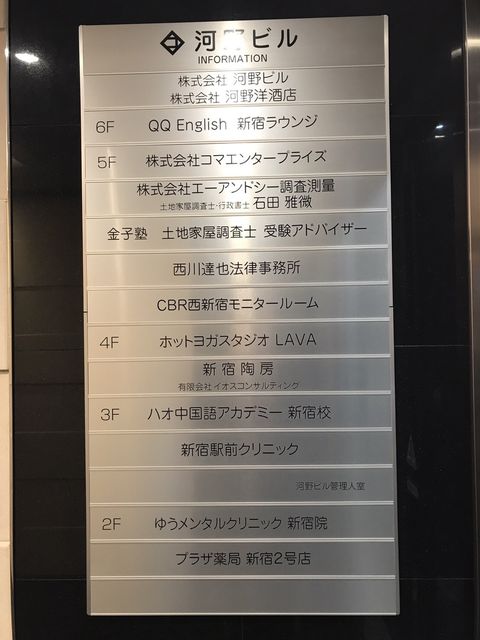 河野ビル
INFORMATION
株式会社 河野ビル
株式会社 河野洋酒店
6F QQ English 新宿ラウンジ
5F 株式会社コマエンタープライズ
株式会社エーアンドシー調査測量
土地家屋調査士・行政書士 石田 雅微
金子塾 土地家屋調査士 受験アドバイザー
西川達也法律事務所
CBR西新宿モニタールーム
4F ホットヨガスタジオ LAVA
新宿陶房
有限会社 イオスコンサルティング
3F ハオ中国語アカデミー 新宿校
新宿駅前クリニック
河野ビル管理人室
2F ゆうメンタルクリニック 新宿院
プラザ薬局 新宿2号店